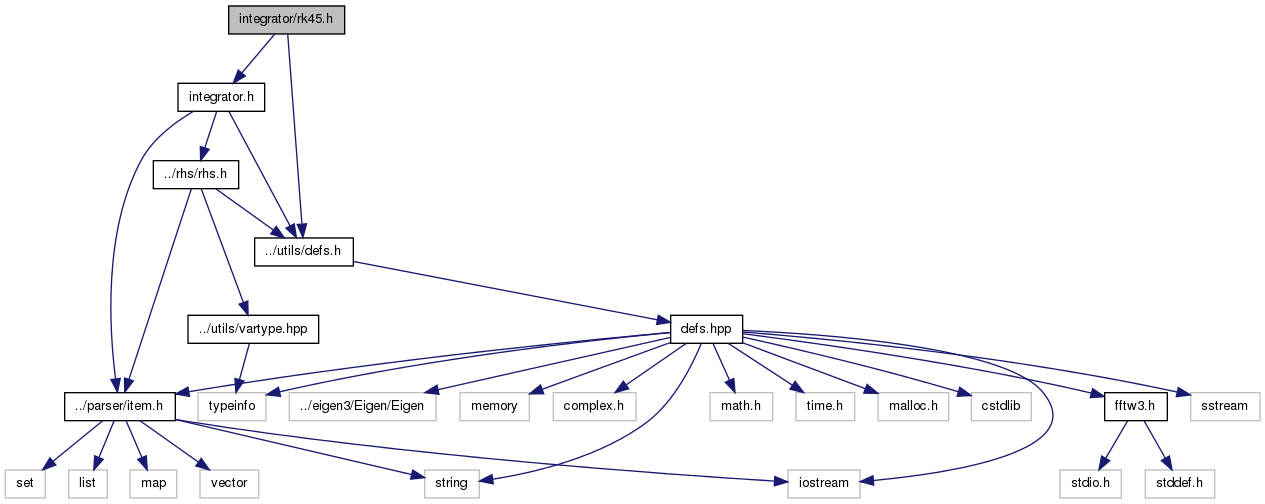 integrator/rk45.h
integrator.h
../rhs/rhs.h
../utils/defs.h
../utils/vartype.hpp
defs.hpp
../parser/item.h
typeinfo
../eigen3/Eigen/Eigen
memory
complex.h
math.h
time.h
malloc.h
cstdlib
fftw3.h
sstream
set
list
map
vector
string
iostream
stdio.h
stddef.h